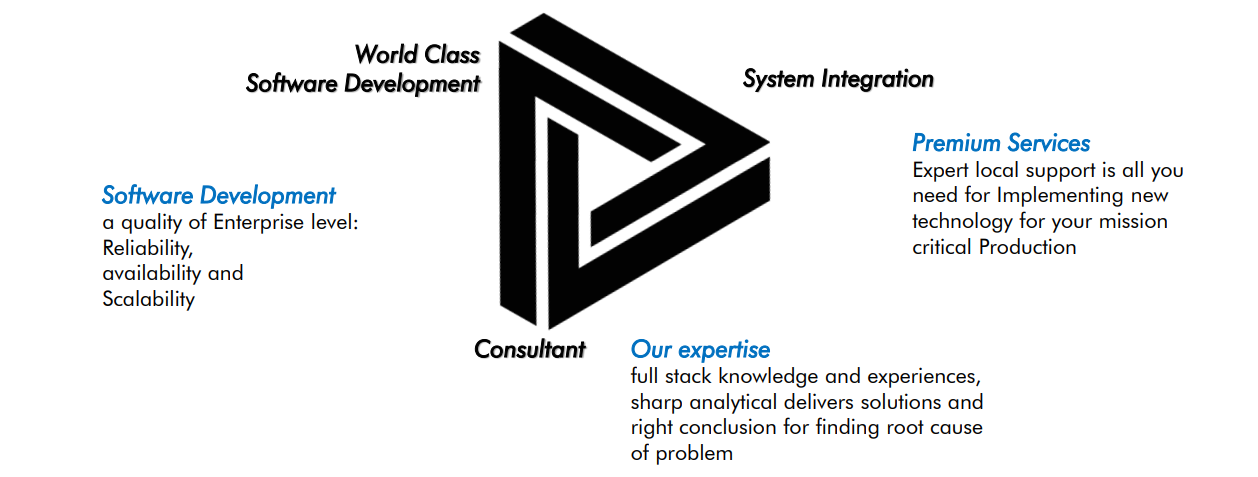 World Class
Software Development
System Integration
Premium Services
Expert local support is all you
need for Implementing new
technology for your mission
critical Production
Software Development
a quality of Enterprise level:
Reliability,
availability and
Scalability
Consultant
Our expertise
full stack knowledge and experiences,
sharp analytical delivers solutions and
right conclusion for finding root cause
of problem